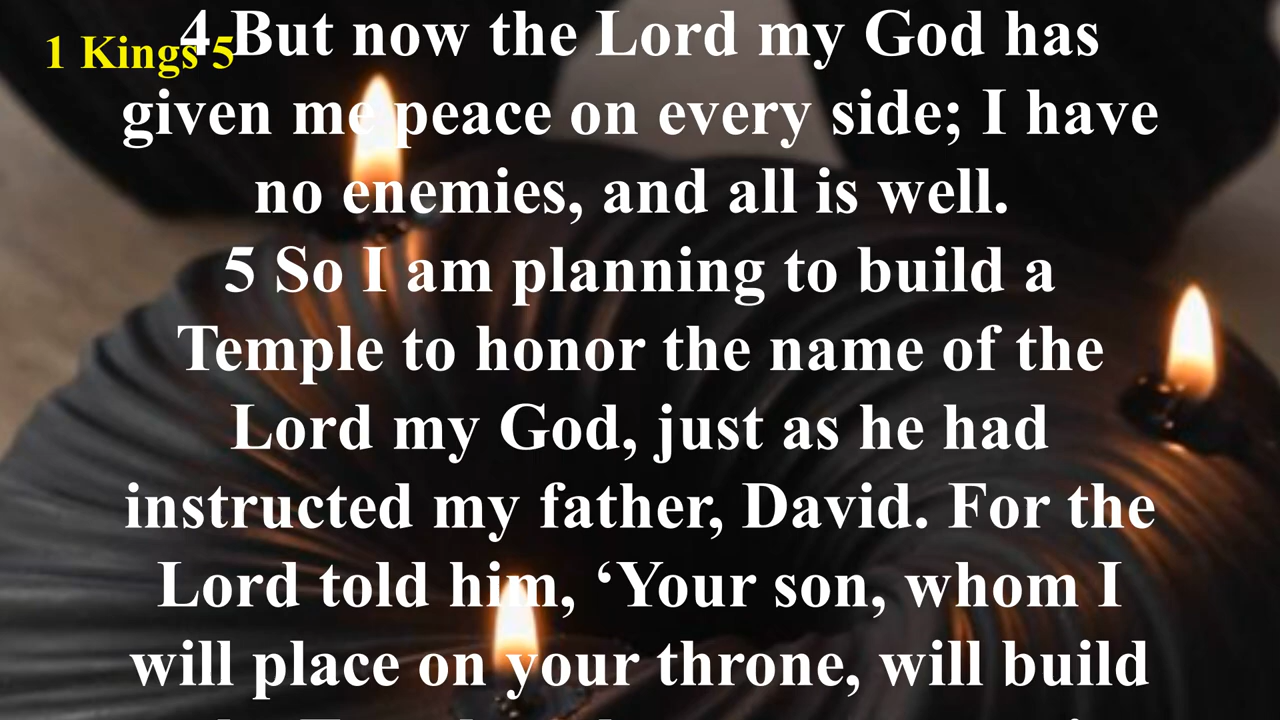 1 Kings 5
4 But now the Lord my God has
given me peace on every side; I have
no enemies, and all is well.
5 So I am planning to build a
Temple to honor the name of the
Lord my God, just as he had
instructed my father, David. For the
Lord told him, ‘Your son, whom I
will place on your throne, will build